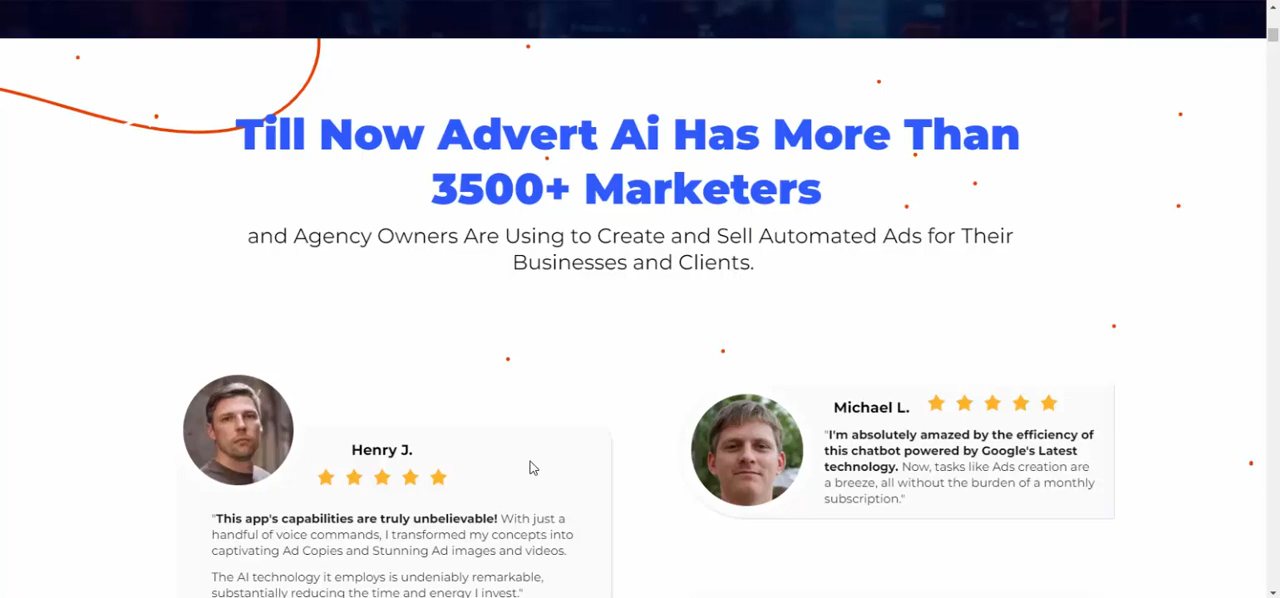 Till Now Advert Ai Has More Than
3500+ Marketers
and Agency Owners Are Using to Create and Sell Automated Ads for Their
Businesses and Clients.
Henry J.
"This app's capabilities are truly unbelievable! With just a
handful of voice commands, I transformed my concepts into
captivating Ad Copies and Stunning Ad images and videos.
The AI technology it employs is undeniably remarkable,
substantially reducing the time and energy I invest."
Michael L.
"I'm absolutely amazed by the efficiency of
this chatbot powered by Google's Latest
technology. Now, tasks like Ads creation are
a breeze, all without the burden of a monthly
subscription."